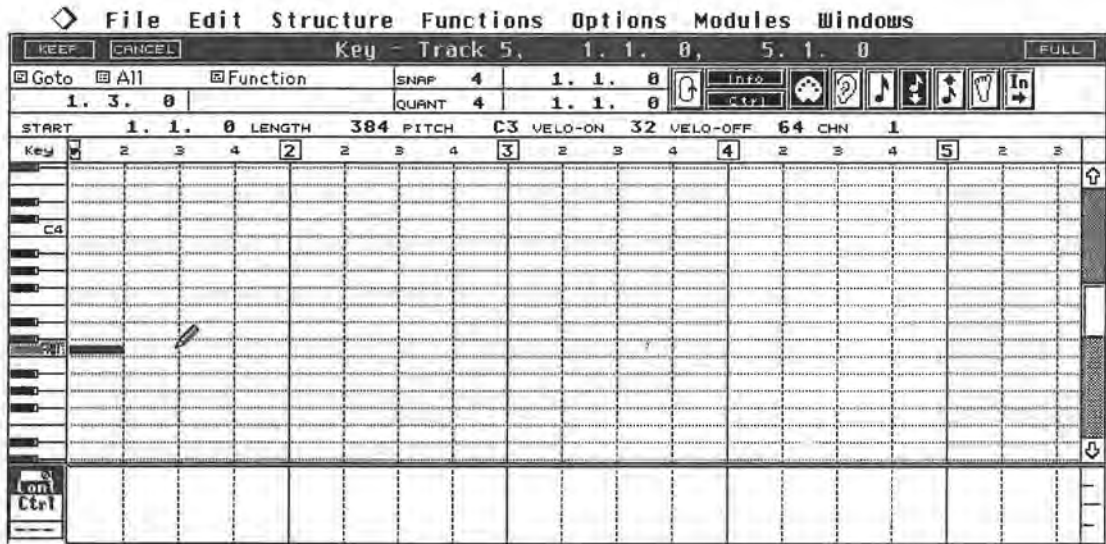 File Edit Structure Functions Options Modules Windows
KEEP CANCEL Key - Track 5, 1. 1. 0, 5. 1. 0 FULL
Goto All Function SNAP 4 1. 1. 0 Info In
1. 3. 0 QUANT 4 1. 1. 0 Ctrl
START 1. 1. 0 LENGTH 384 PITCH C3 VELO-ON 32 VELO-OFF 64 CHN 1
Key 2 3 4 2 2 3 4 3 2 3 4 4 2 3 4 5 2 3
C4
Ctrl
----